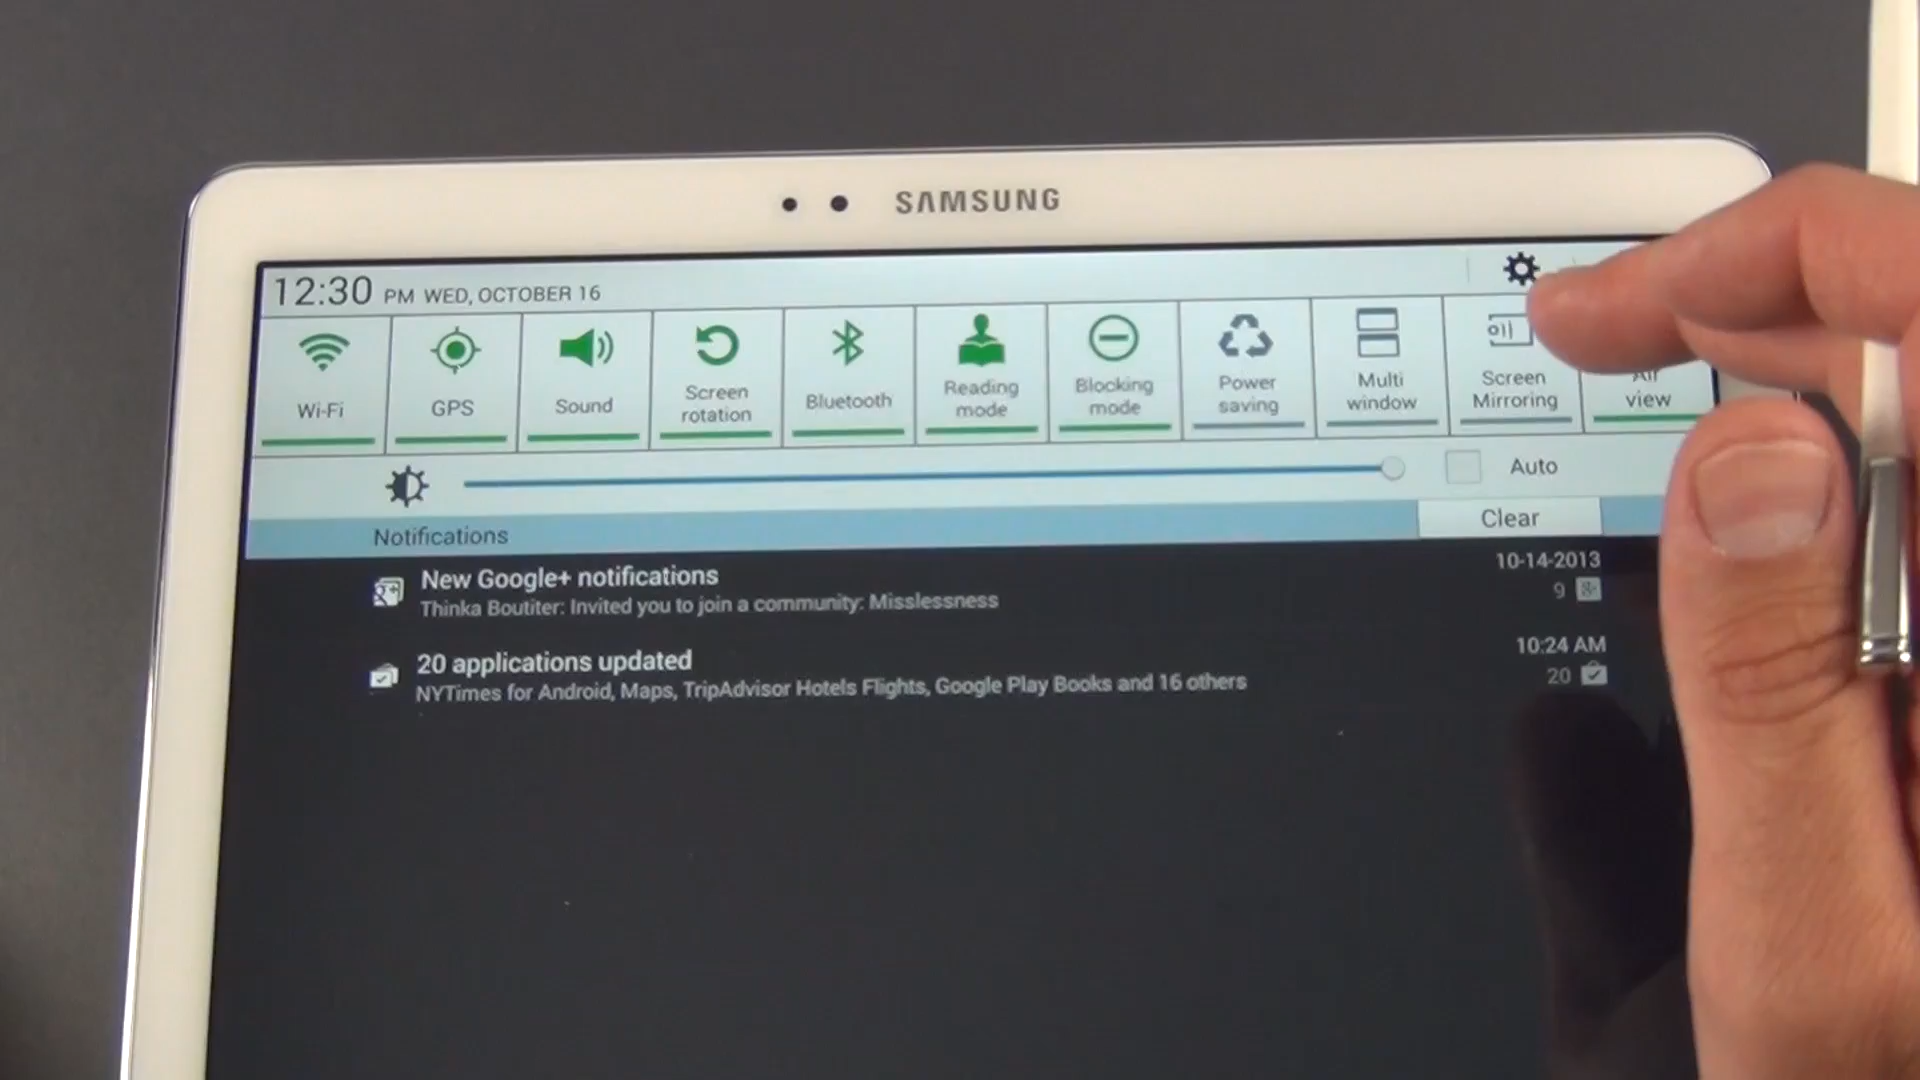 SAMSUNG
12:30 PM WED, OCTOBER 16
Wi-Fi
GPS
Sound
Screen
rotation
Bluetooth
Reading
mode
Blocking
mode
Power
saving
Multi
window
Screen
Mirroring
Air
view
Auto
Notifications
Clear
New Google+ notifications
10-14-2013
Thinka Boutiter: Invited you to join a community: Misslessness
9
20 applications updated
10:24 AM
NYTimes for Android, Maps, TripAdvisor Hotels Flights, Google Play Books and 16 others
20